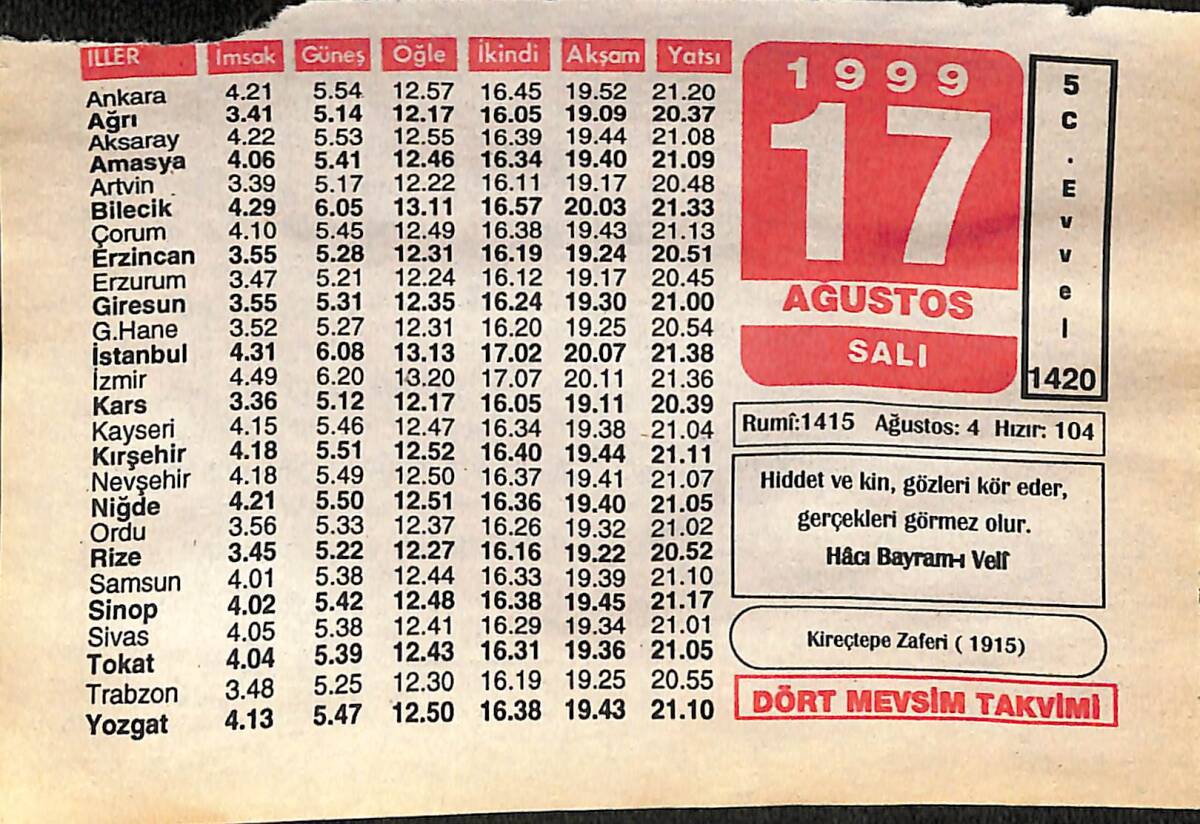 İLLER İmsak Güneş Öğle İkindi Akşam Yatsı
Ankara 4.21 5.54 12.57 16.45 19.52 21.20
Ağrı 3.41 5.14 12.17 16.05 19.09 20.37
Aksaray 4.22 5.53 12.55 16.39 19.44 21.08
Amasya 4.06 5.41 12.46 16.34 19.40 21.09
Artvin 3.39 5.17 12.22 16.11 19.17 20.48
Bilecik 4.29 6.05 13.11 16.57 20.03 21.33
Çorum 4.10 5.45 12.49 16.38 19.43 21.13
Erzincan 3.55 5.28 12.31 16.19 19.24 20.51
Erzurum 3.47 5.21 12.24 16.12 19.17 20.45
Giresun 3.55 5.31 12.35 16.24 19.30 21.00
G.Hane 3.52 5.27 12.31 16.20 19.25 20.54
İstanbul 4.31 6.08 13.13 17.02 20.07 21.38
İzmir 4.49 6.20 13.20 17.07 20.11 21.36
Kars 3.36 5.12 12.17 16.05 19.11 20.39
Kayseri 4.15 5.46 12.47 16.34 19.38 21.04
Kırşehir 4.18 5.51 12.52 16.40 19.44 21.11
Nevşehir 4.18 5.49 12.50 16.37 19.41 21.07
Niğde 4.21 5.50 12.51 16.36 19.40 21.05
Ordu 3.56 5.33 12.37 16.26 19.32 21.02
Rize 3.45 5.22 12.27 16.16 19.22 20.52
Samsun 4.01 5.38 12.44 16.33 19.39 21.10
Sinop 4.02 5.42 12.48 16.38 19.45 21.17
Sivas 4.05 5.38 12.41 16.29 19.34 21.01
Tokat 4.04 5.39 12.43 16.31 19.36 21.05
Trabzon 3.48 5.25 12.30 16.19 19.25 20.55
Yozgat 4.13 5.47 12.50 16.38 19.43 21.10
1999
17
AĞUSTOS
SALI
5
C
.
E
v
v
e
l
1420
Rumî:1415 Ağustos: 4 Hızır: 104
Hiddet ve kin, gözleri kör eder,
gerçekleri görmez olur.
Hâcı Bayram-ı Velî
Kireçtepe Zaferi ( 1915)
DÖRT MEVSİM TAKVİMİ